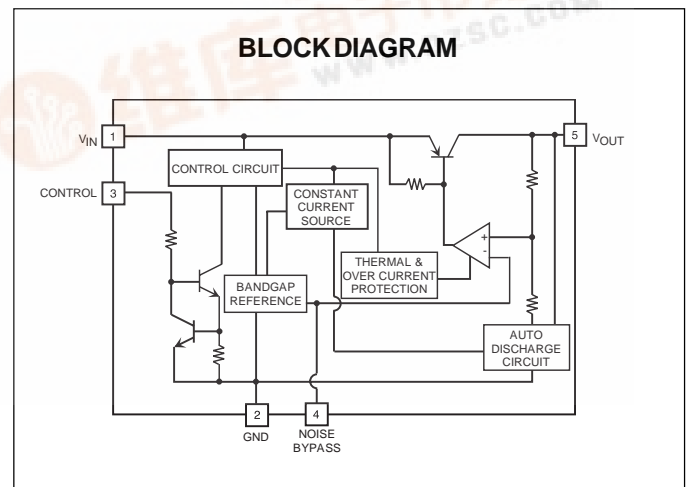 BLOCK DIAGRAM
VIN
1
5
VOUT
CONTROL CIRCUIT
CONTROL
3
CONSTANT
CURRENT
SOURCE
+
-
THERMAL &
OVER CURRENT
PROTECTION
BANDGAP
REFERENCE
AUTO
DISCHARGE
CIRCUIT
2
4
GND
NOISE
BYPASS